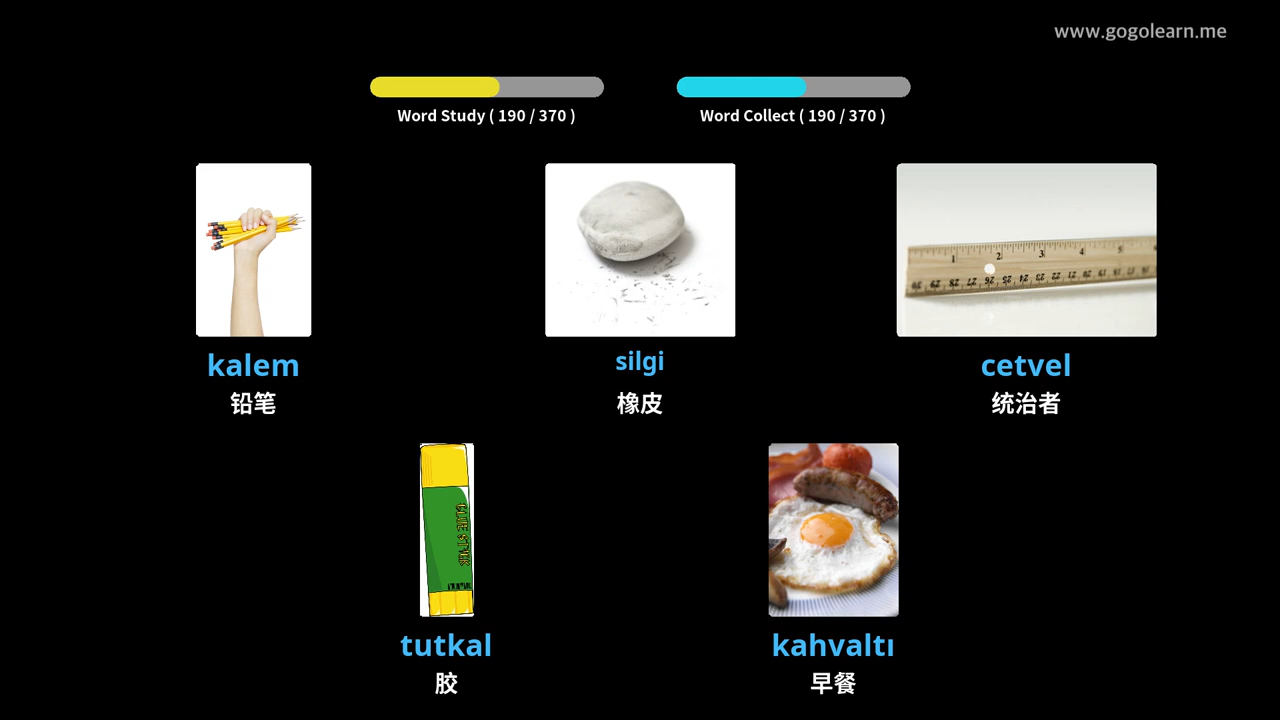 www.gogolearn.me
Word Study ( 190 / 370 )
Word Collect ( 190 / 370 )
kalem
铅笔
silgi
橡皮
cetvel
统治者
tutkal
胶
kahvaltı
早餐